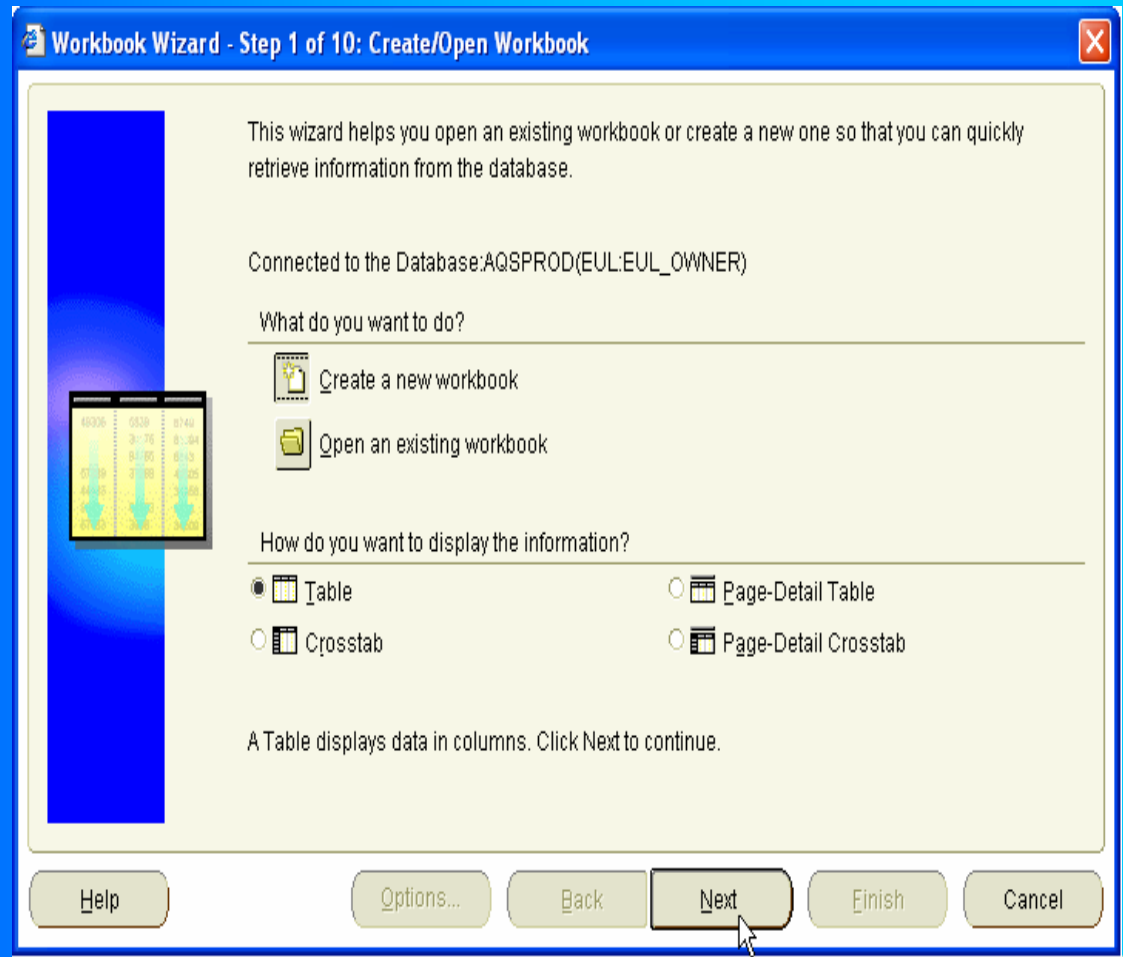 Workbook Wizard - Step 1 of 10: Create/Open Workbook
This wizard helps you open an existing workbook or create a new one so that you can quickly
retrieve information from the database.
Connected to the Database:AQSPROD(EUL:EUL_OWNER)
What do you want to do?
Create a new workbook
Open an existing workbook
How do you want to display the information?
Table
Page-Detail Table
Crosstab
Page-Detail Crosstab
A Table displays data in columns. Click Next to continue.
Help
Options...
Back
Next
Finish
Cancel